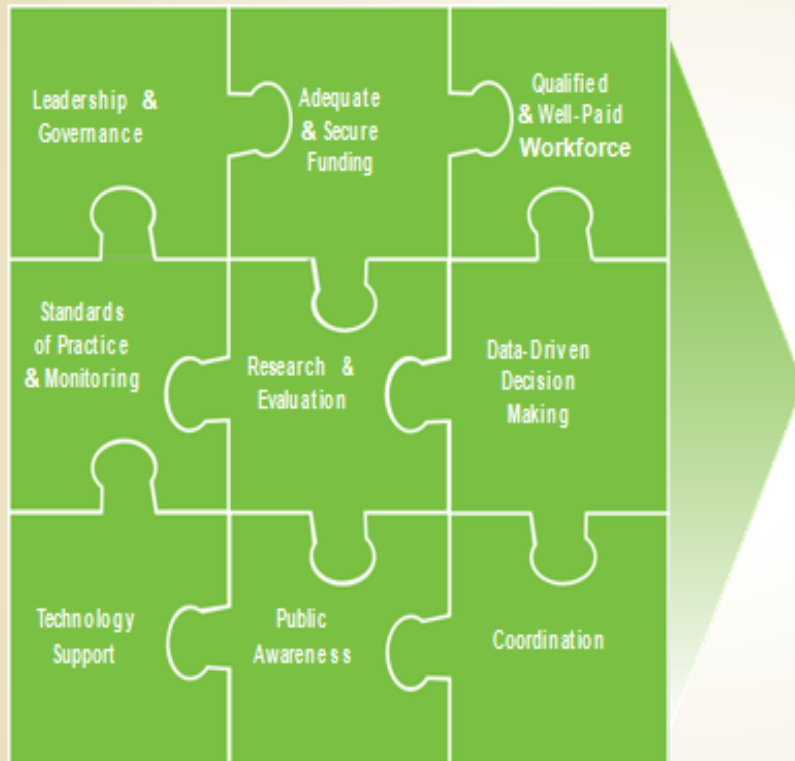 Leadership &
Governance
Adequate
& Secure
Funding
Qualified
& Well-Paid
Workforce
Standards
of Practice
& Monitoring
Research &
Evaluation
Data-Driven
Decision
Making
Technology
Support
Public
Awareness
Coordination